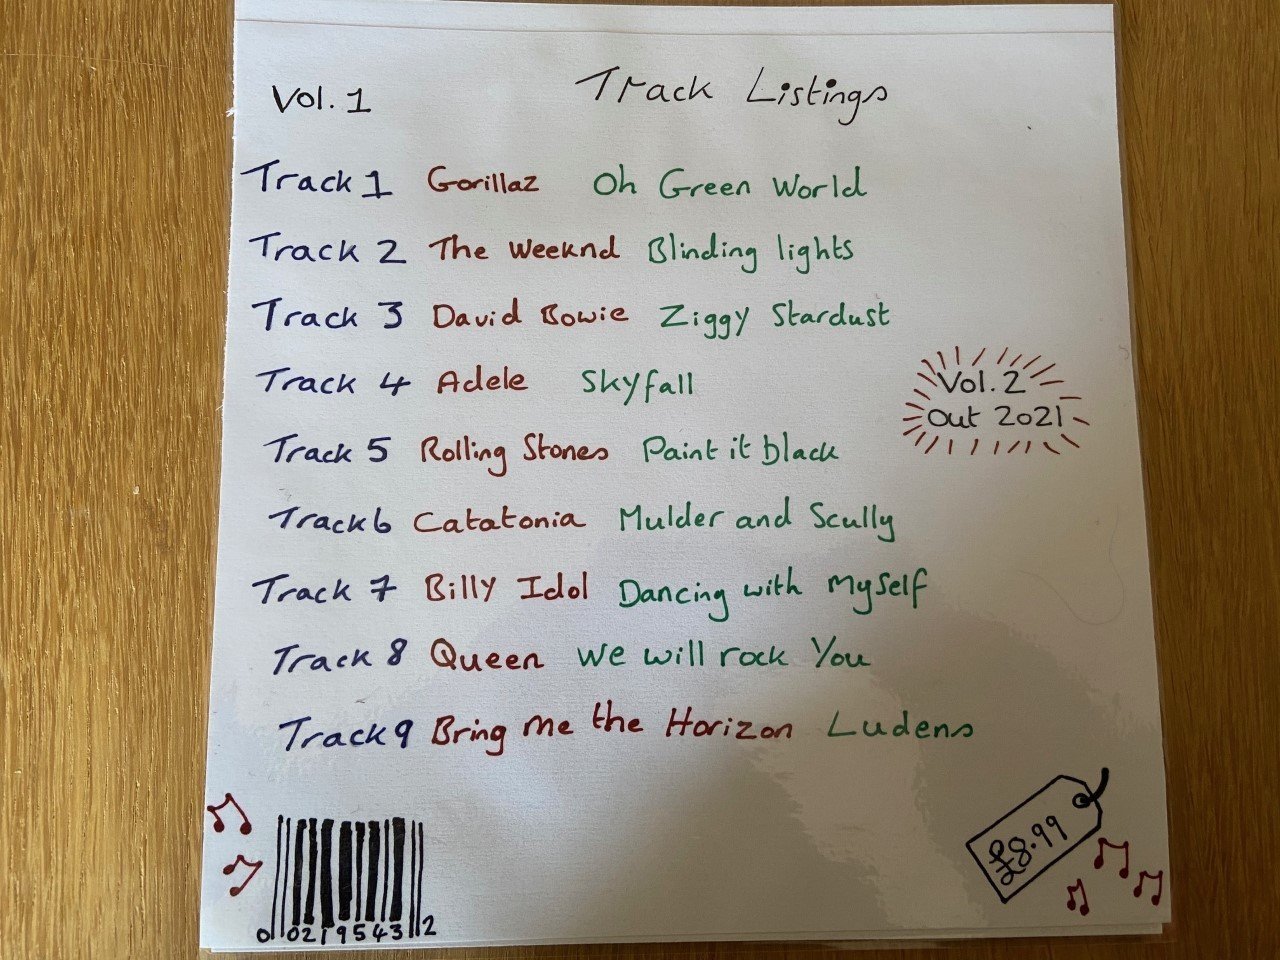 Vol. 1
Track Listings
Track 1 Gorillaz Oh Green World
Track 2 The Weeknd Blinding lights
Track 3 David Bowie Ziggy Stardust
Track 4 Adele Skyfall
Vol. 2
Out 2021
Track 5 Rolling Stones Paint it black
Track 6 Catatonia Mulder and Scully
Track 7 Billy Idol Dancing with Myself
Track 8 Queen We will rock You
Track 9 Bring Me the Horizon Ludens
£8.99
0 0219543 2